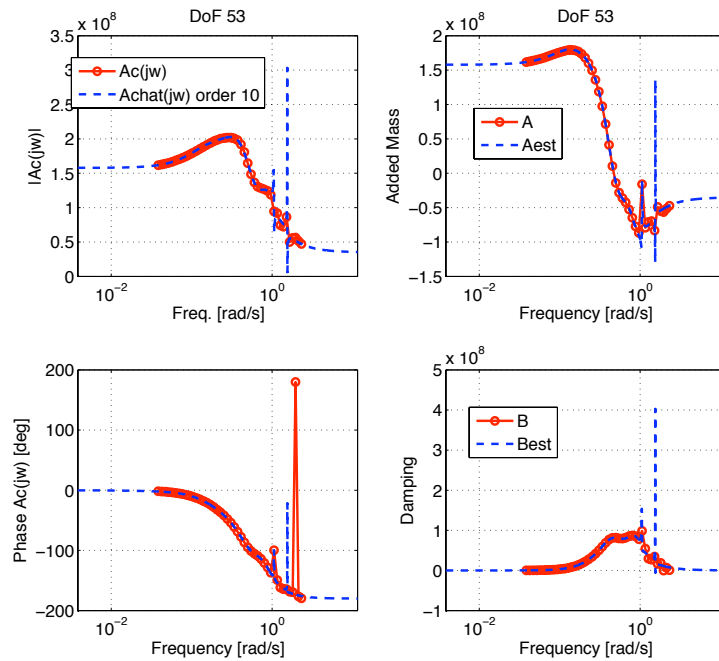 DoF 53
x 10^8
3.5
3
2.5
2
1.5
1
0.5
0
|Ac(jw)|
Ac(jw)
Achat(jw) order 10
10^-2
10^0
Freq. [rad/s]
DoF 53
x 10^8
2
1.5
1
0.5
0
−0.5
−1
−1.5
Added Mass
A
Aest
10^-2
10^0
Frequency [rad/s]
200
100
0
−100
−200
Phase Ac(jw) [deg]
10^-2
10^0
Frequency [rad/s]
x 10^8
5
4
3
2
1
0
−1
Damping
B
Best
10^-2
10^0
Frequency [rad/s]